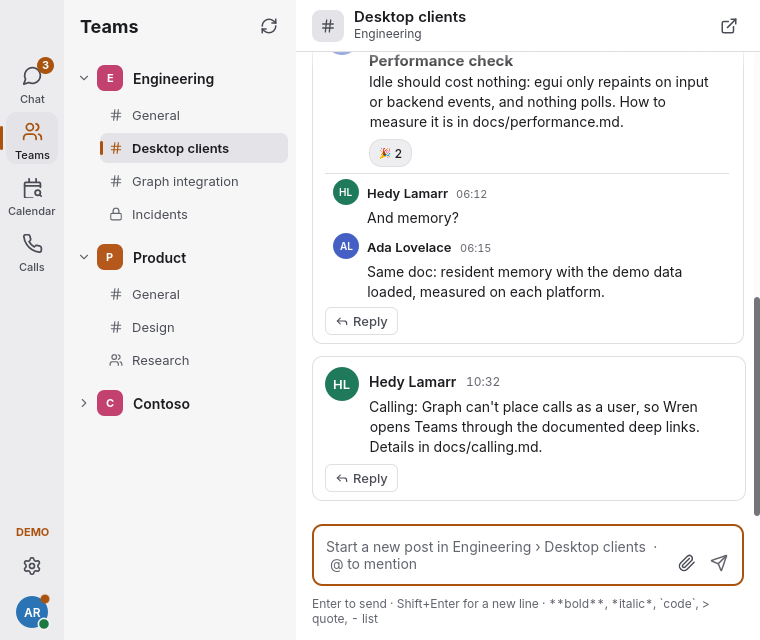 3
Chat
Teams
Calendar
Calls
DEMO
AR
Teams
E Engineering
General
Desktop clients
Graph integration
Incidents
P Product
General
Design
Research
C Contoso
# Desktop clients
Engineering
Performance check
Idle should cost nothing: egui only repaints on input
or backend events, and nothing polls. How to
measure it is in docs/performance.md.
🎉 2
HL Hedy Lamarr 06:12
And memory?
AL Ada Lovelace 06:15
Same doc: resident memory with the demo data
loaded, measured on each platform.
Reply
HL Hedy Lamarr 10:32
Calling: Graph can't place calls as a user, so Wren
opens Teams through the documented deep links.
Details in docs/calling.md.
Reply
Start a new post in Engineering › Desktop clients ·
@ to mention
Enter to send · Shift+Enter for a new line · **bold**, *italic*, `code`, >
quote, - list